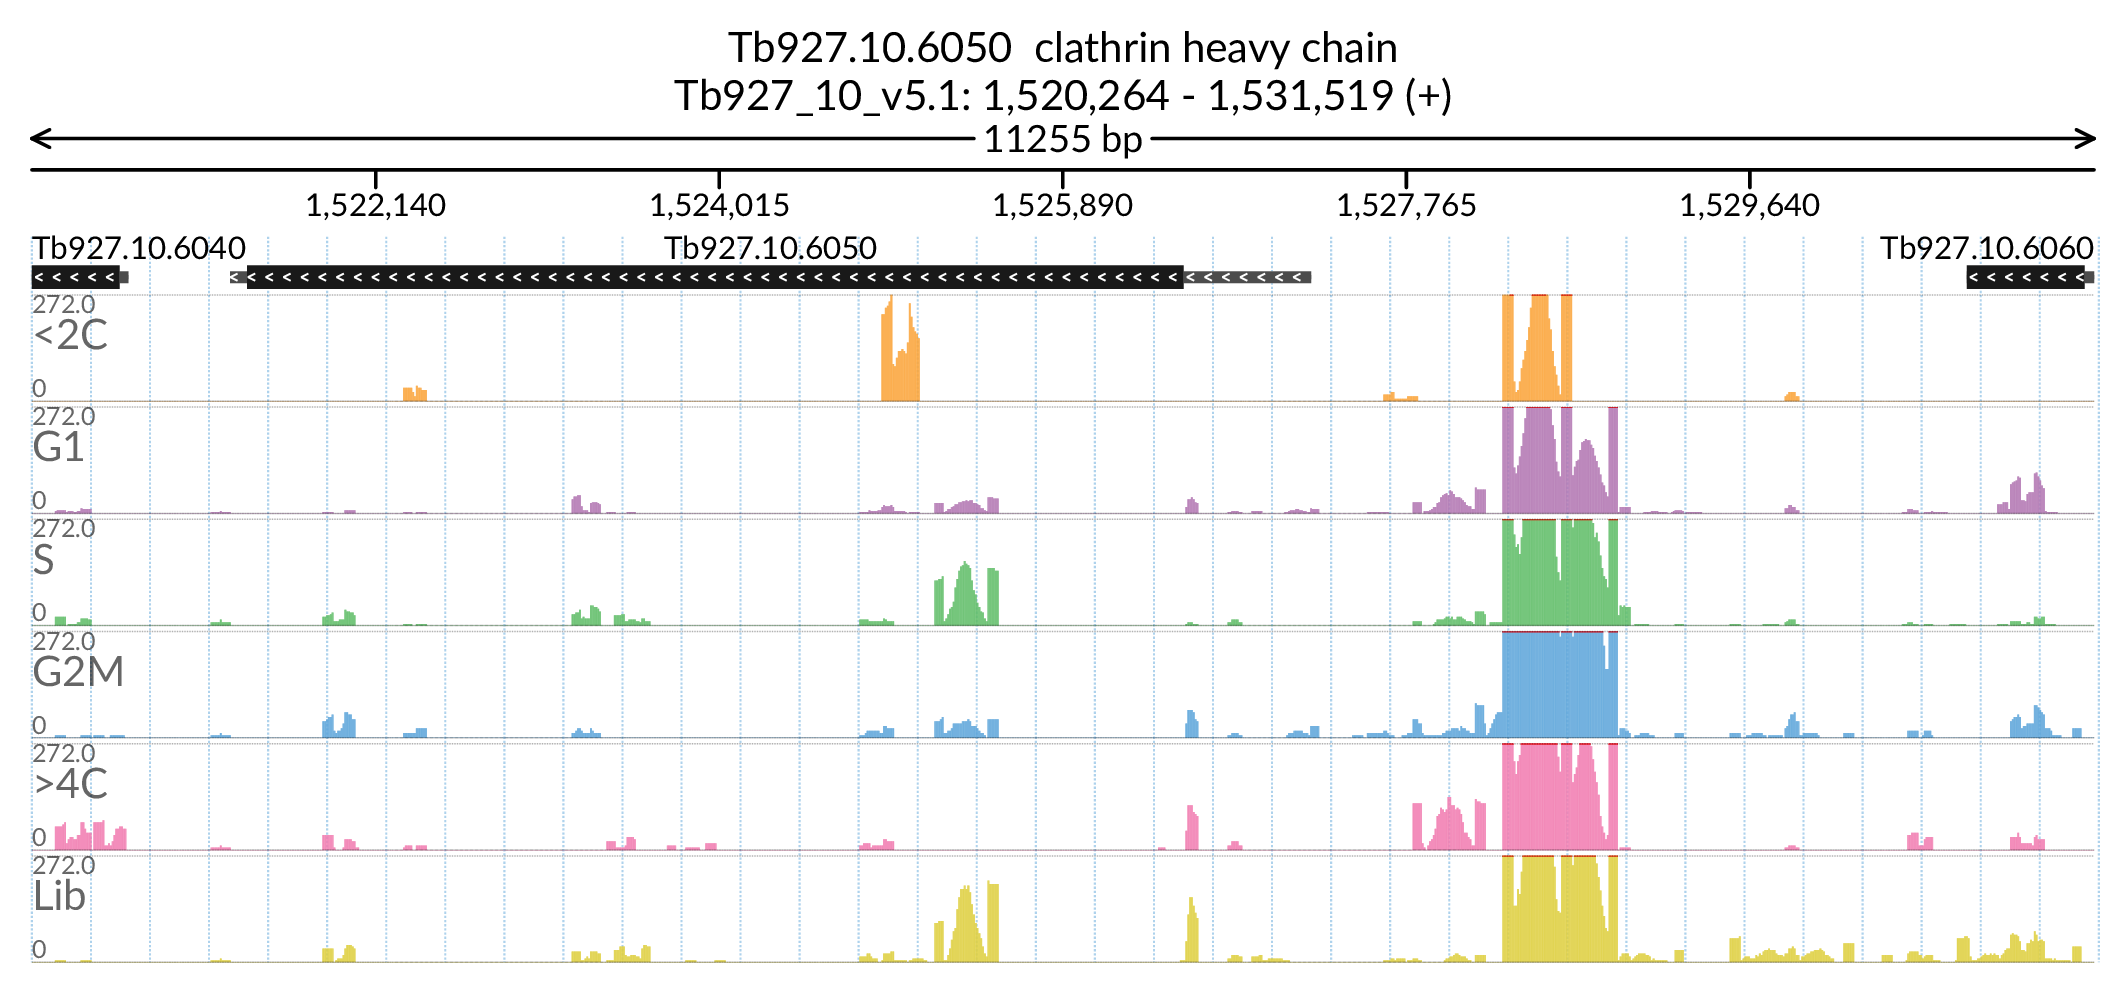 Tb927.10.6050  clathrin heavy chain
Tb927_10_v5.1: 1,520,264 - 1,531,519 (+)
11255 bp
1,522,140 1,524,015 1,525,890 1,527,765 1,529,640
Tb927.10.6040 Tb927.10.6050 Tb927.10.6060
272.0
<2C
0
272.0
G1
0
272.0
S
0
272.0
G2M
0
272.0
>4C
0
272.0
Lib
0